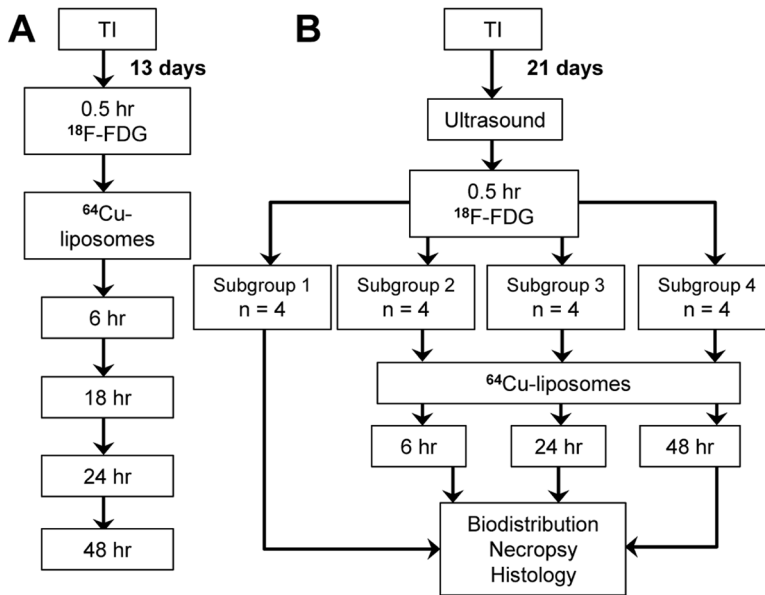 A
TI
13 days
0.5 hr
¹⁸F-FDG
⁶⁴Cu-
liposomes
6 hr
18 hr
24 hr
48 hr
B
TI
21 days
Ultrasound
0.5 hr
¹⁸F-FDG
Subgroup 1
n = 4
Subgroup 2
n = 4
Subgroup 3
n = 4
Subgroup 4
n = 4
⁶⁴Cu-liposomes
6 hr
24 hr
48 hr
Biodistribution
Necropsy
Histology